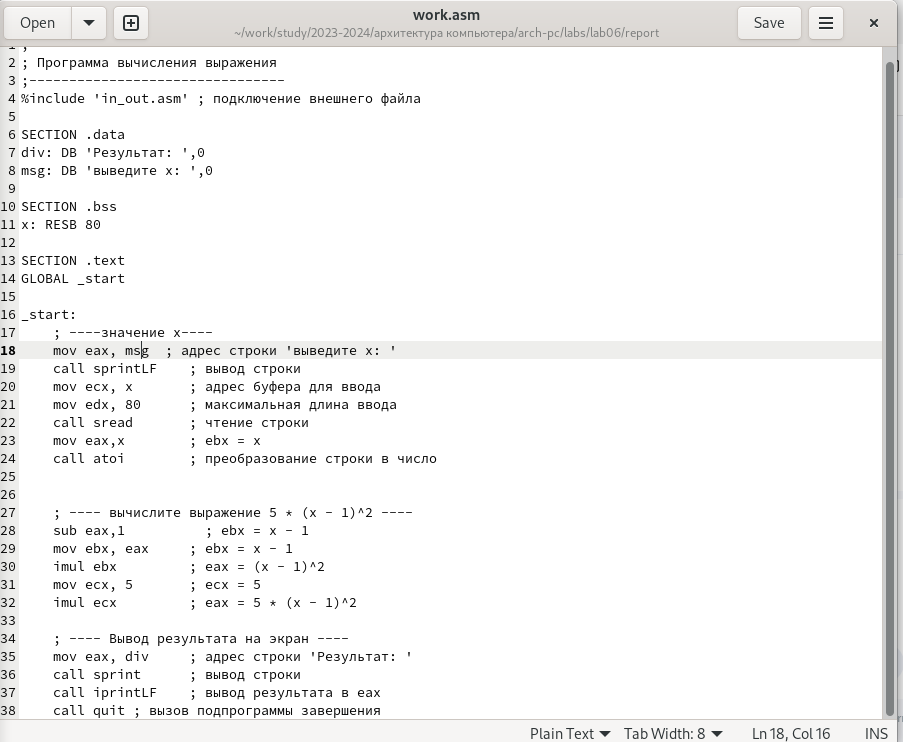 Open
work.asm
~/work/study/2023-2024/архитектура компьютера/arch-pc/labs/lab06/report
Save
1 ;
2 ; Программа вычисления выражения
3 ;--------------------------------
4 %include 'in_out.asm' ; подключение внешнего файла
5
6 SECTION .data
7 div: DB 'Результат: ',0
8 msg: DB 'выведите x: ',0
9
10 SECTION .bss
11 x: RESB 80
12
13 SECTION .text
14 GLOBAL _start
15
16 _start:
17     ; ----значение x----
18     mov eax, msg  ; адрес строки 'выведите x: '
19     call sprintLF    ; вывод строки
20     mov ecx, x       ; адрес буфера для ввода
21     mov edx, 80      ; максимальная длина ввода
22     call sread       ; чтение строки
23     mov eax,x        ; ebx = x
24     call atoi        ; преобразование строки в число
25
26
27     ; ---- вычислите выражение 5 * (x - 1)^2 ----
28     sub eax,1          ; ebx = x - 1
29     mov ebx, eax     ; ebx = x - 1
30     imul ebx         ; eax = (x - 1)^2
31     mov ecx, 5       ; ecx = 5
32     imul ecx         ; eax = 5 * (x - 1)^2
33
34     ; ---- Вывод результата на экран ----
35     mov eax, div     ; адрес строки 'Результат: '
36     call sprint      ; вывод строки
37     call iprintLF    ; вывод результата в eax
38     call quit ; вызов подпрограммы завершения
Plain Text
Tab Width: 8
Ln 18, Col 16
INS